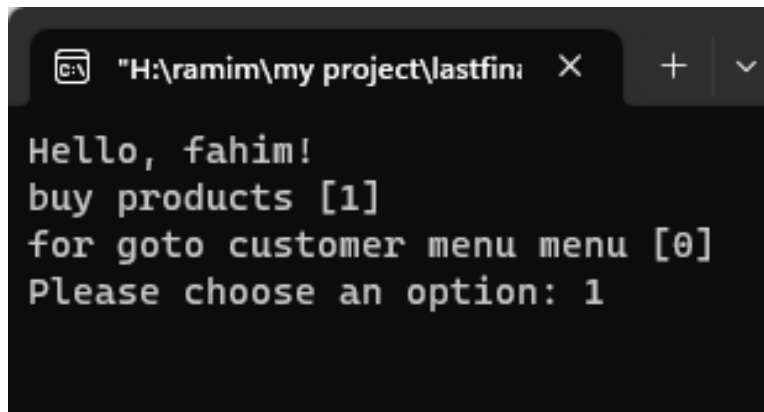 "H:\ramim\my project\lastfina
Hello, fahim!
buy products [1]
for goto customer menu menu [0]
Please choose an option: 1